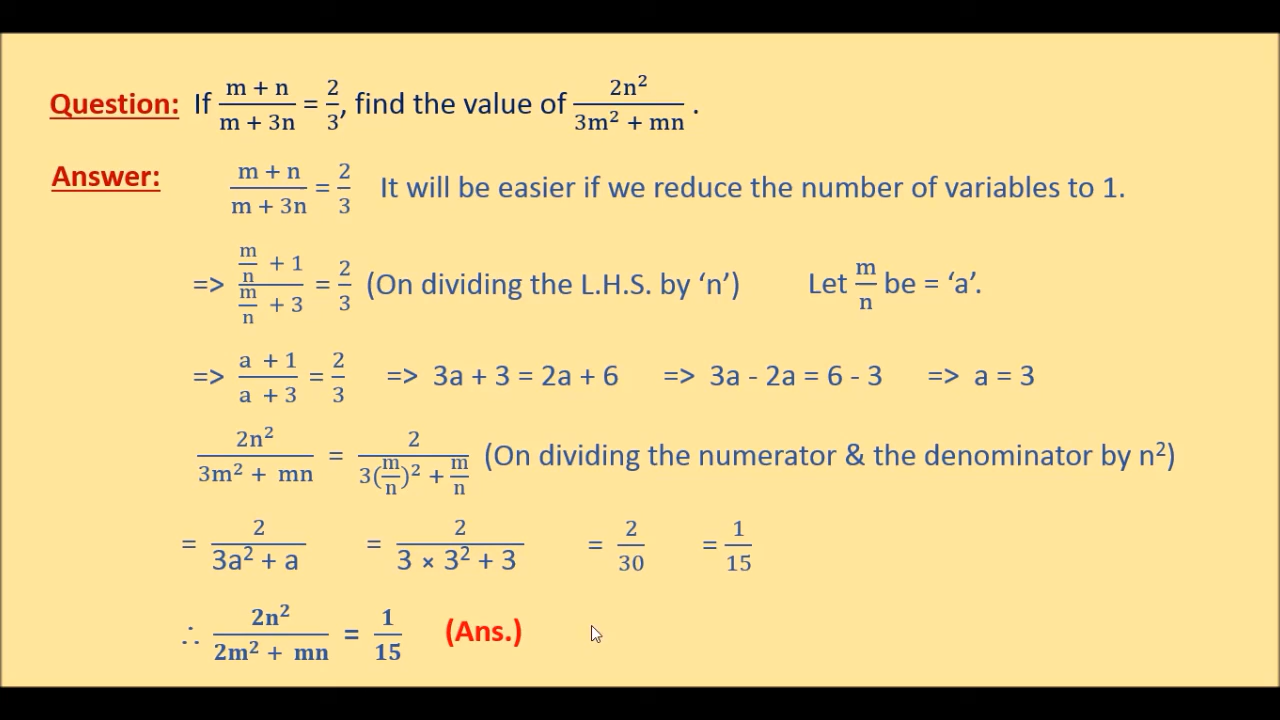 Question: If (m + n)/(m + 3n) = 2/3, find the value of 2n²/(3m² + mn) .
Answer: (m + n)/(m + 3n) = 2/3 It will be easier if we reduce the number of variables to 1.
=> (m/n + 1)/(m/n + 3) = 2/3 (On dividing the L.H.S. by ‘n’) Let m/n be = ‘a’.
=> (a + 1)/(a + 3) = 2/3 => 3a + 3 = 2a + 6 => 3a - 2a = 6 - 3 => a = 3
2n²/(3m² + mn) = 2/(3(m/n)² + m/n) (On dividing the numerator & the denominator by n²)
= 2/(3a² + a) = 2/(3 × 3² + 3) = 2/30 = 1/15
∴ 2n²/(2m² + mn) = 1/15 (Ans.)